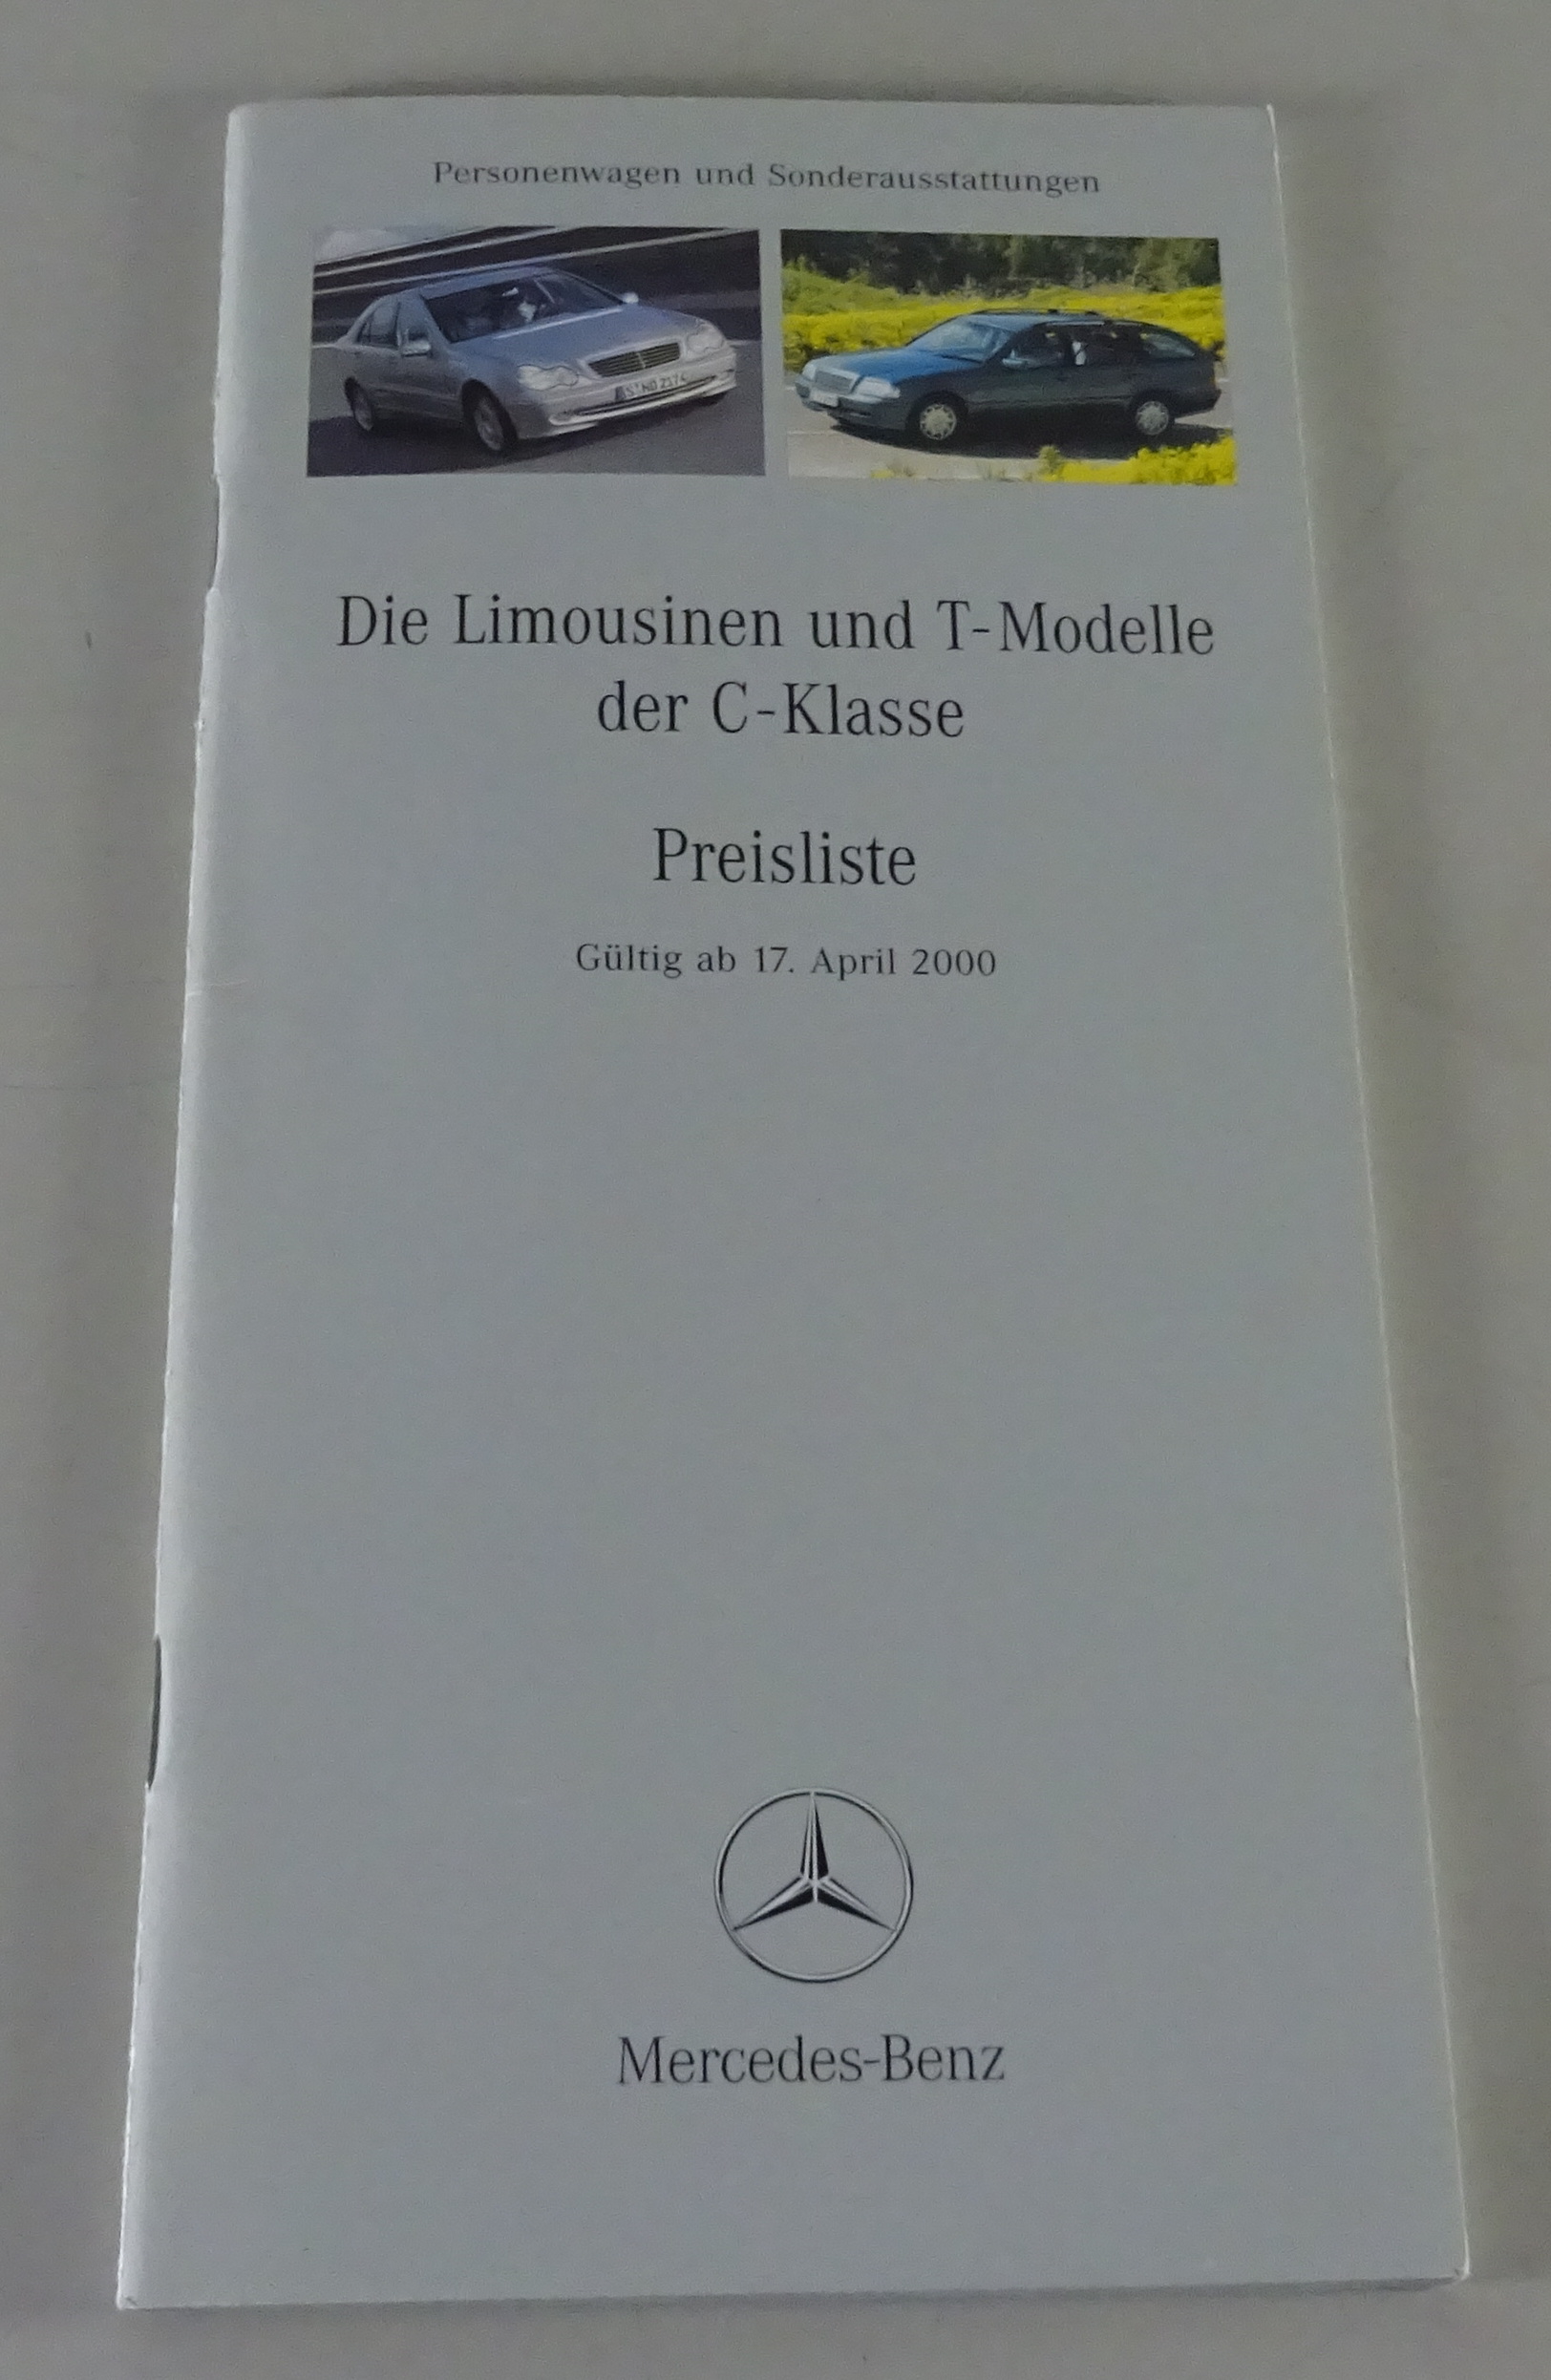 Personenwagen und Sonderausstattungen
Die Limousinen und T-Modelle
der C-Klasse
Preisliste
Gültig ab 17. April 2000
Mercedes-Benz